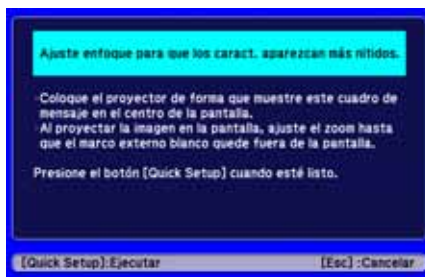 Ajuste enfoque para que los caract. aparezcan más nítidos.
·Coloque el proyector de forma que muestre este cuadro de
mensaje en el centro de la pantalla.
·Al proyectar la imagen en la pantalla, ajuste el zoom hasta
que el marco externo blanco quede fuera de la pantalla.
Presione el botón [Quick Setup] cuando esté listo.
[Quick Setup]:Ejecutar [Esc] :Cancelar